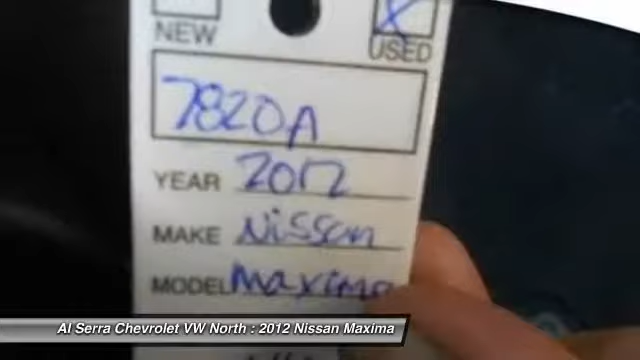 NEW
X USED
7820A
YEAR 2012
MAKE Nissan
MODEL Maxima
Al Serra Chevrolet VW North : 2012 Nissan Maxima